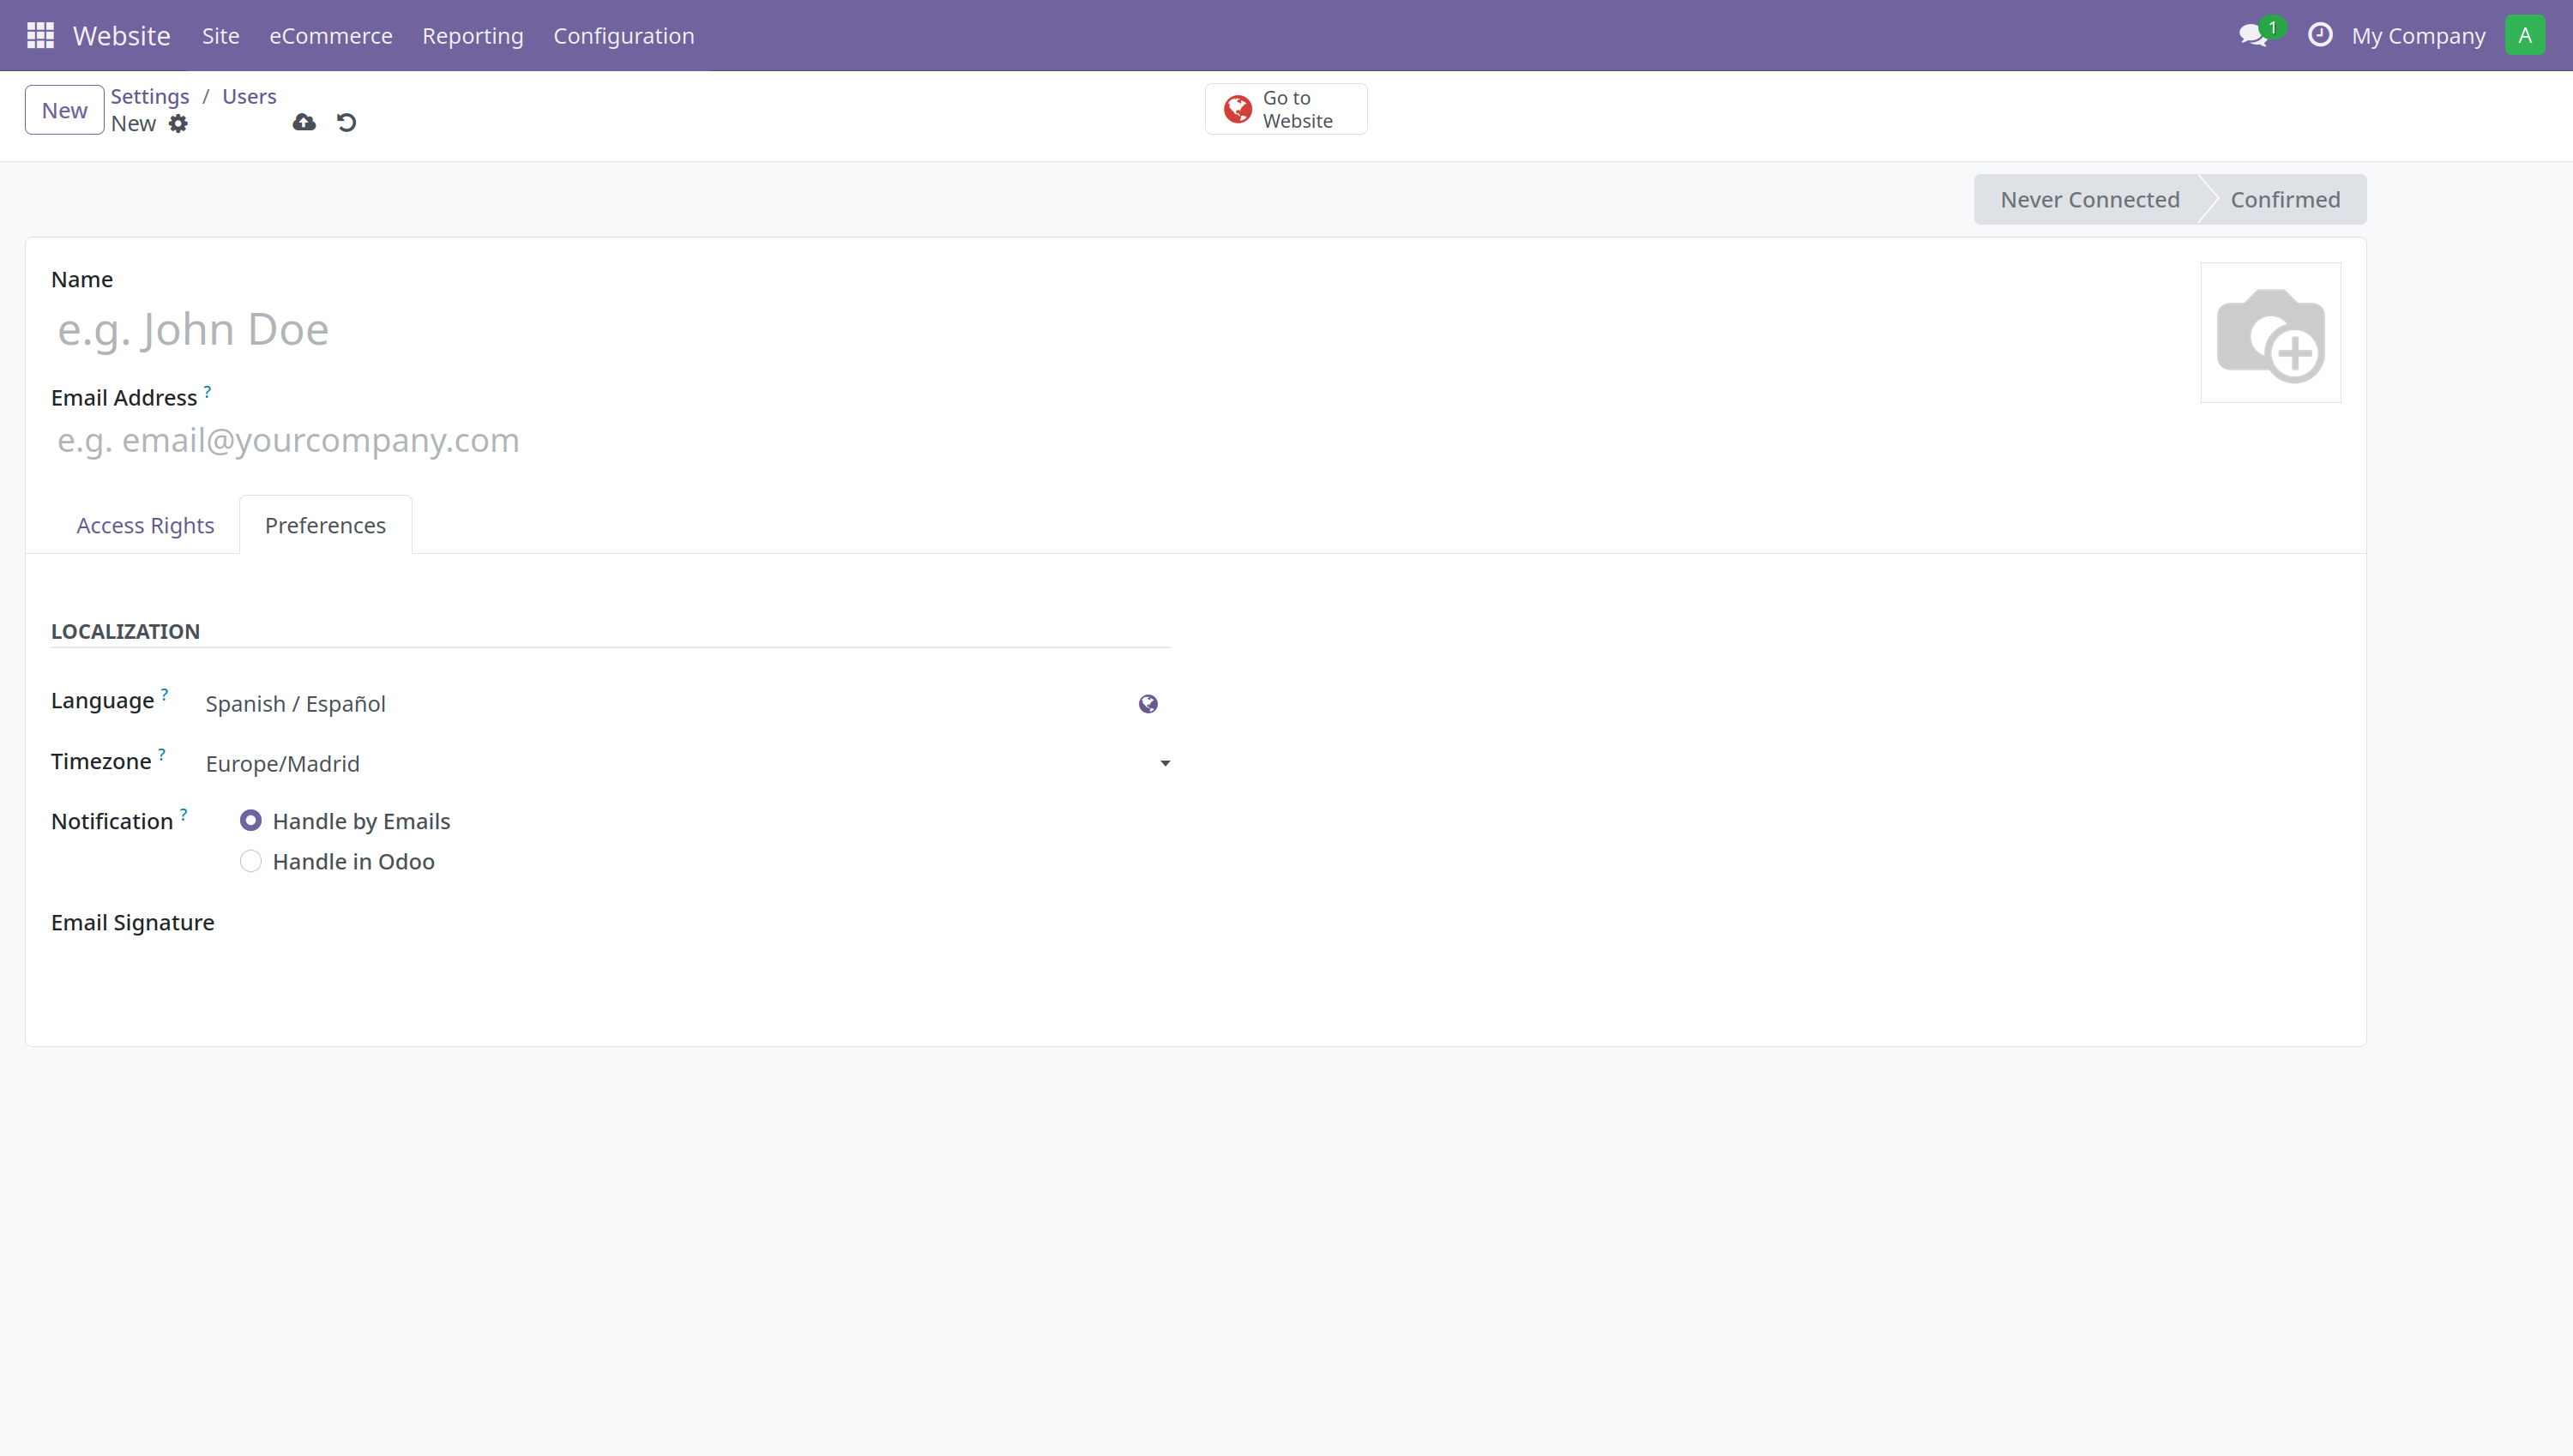 Website Site eCommerce Reporting Configuration 1 My Company A
New Settings / Users
New
Go to
Website
Never Connected Confirmed
Name
e.g. John Doe
Email Address ?
e.g. email@yourcompany.com
Access Rights Preferences
LOCALIZATION
Language ? Spanish / Español
Timezone ? Europe/Madrid
Notification ? Handle by Emails
Handle in Odoo
Email Signature